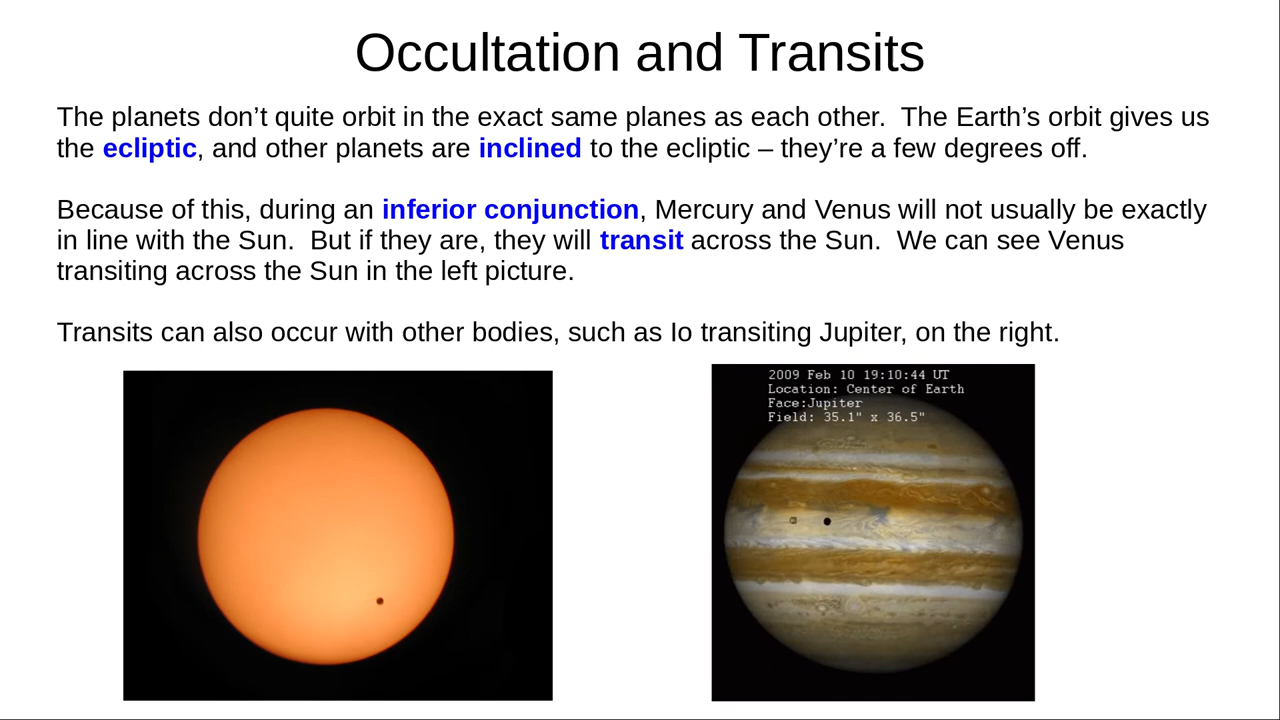 Occultation and Transits
The planets don’t quite orbit in the exact same planes as each other.  The Earth’s orbit gives us
the ecliptic, and other planets are inclined to the ecliptic – they’re a few degrees off.
Because of this, during an inferior conjunction, Mercury and Venus will not usually be exactly
in line with the Sun.  But if they are, they will transit across the Sun.  We can see Venus
transiting across the Sun in the left picture.
Transits can also occur with other bodies, such as Io transiting Jupiter, on the right.
2009 Feb 10 19:10:44 UT
Location: Center of Earth
Face:Jupiter
Field: 35.1" x 36.5"